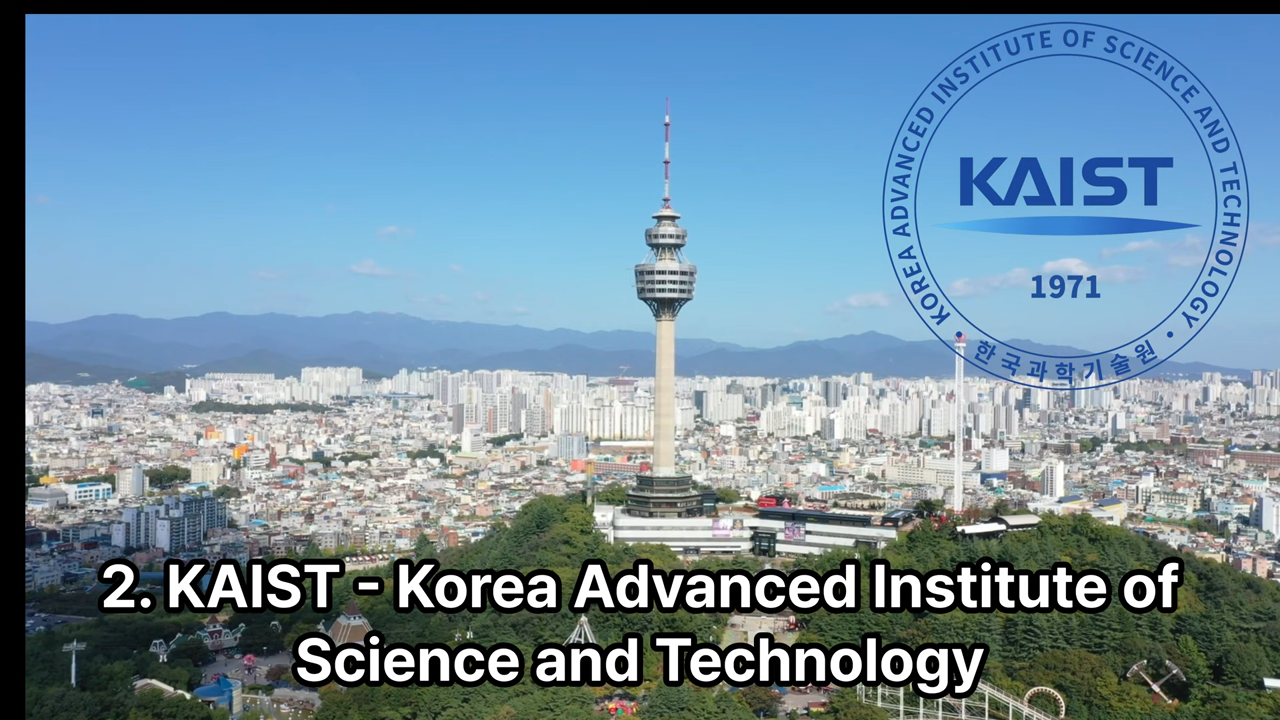 KOREA ADVANCED INSTITUTE OF SCIENCE AND TECHNOLOGY
KAIST
1971
• 한국과학기술원 •
2. KAIST - Korea Advanced Institute of
Science and Technology